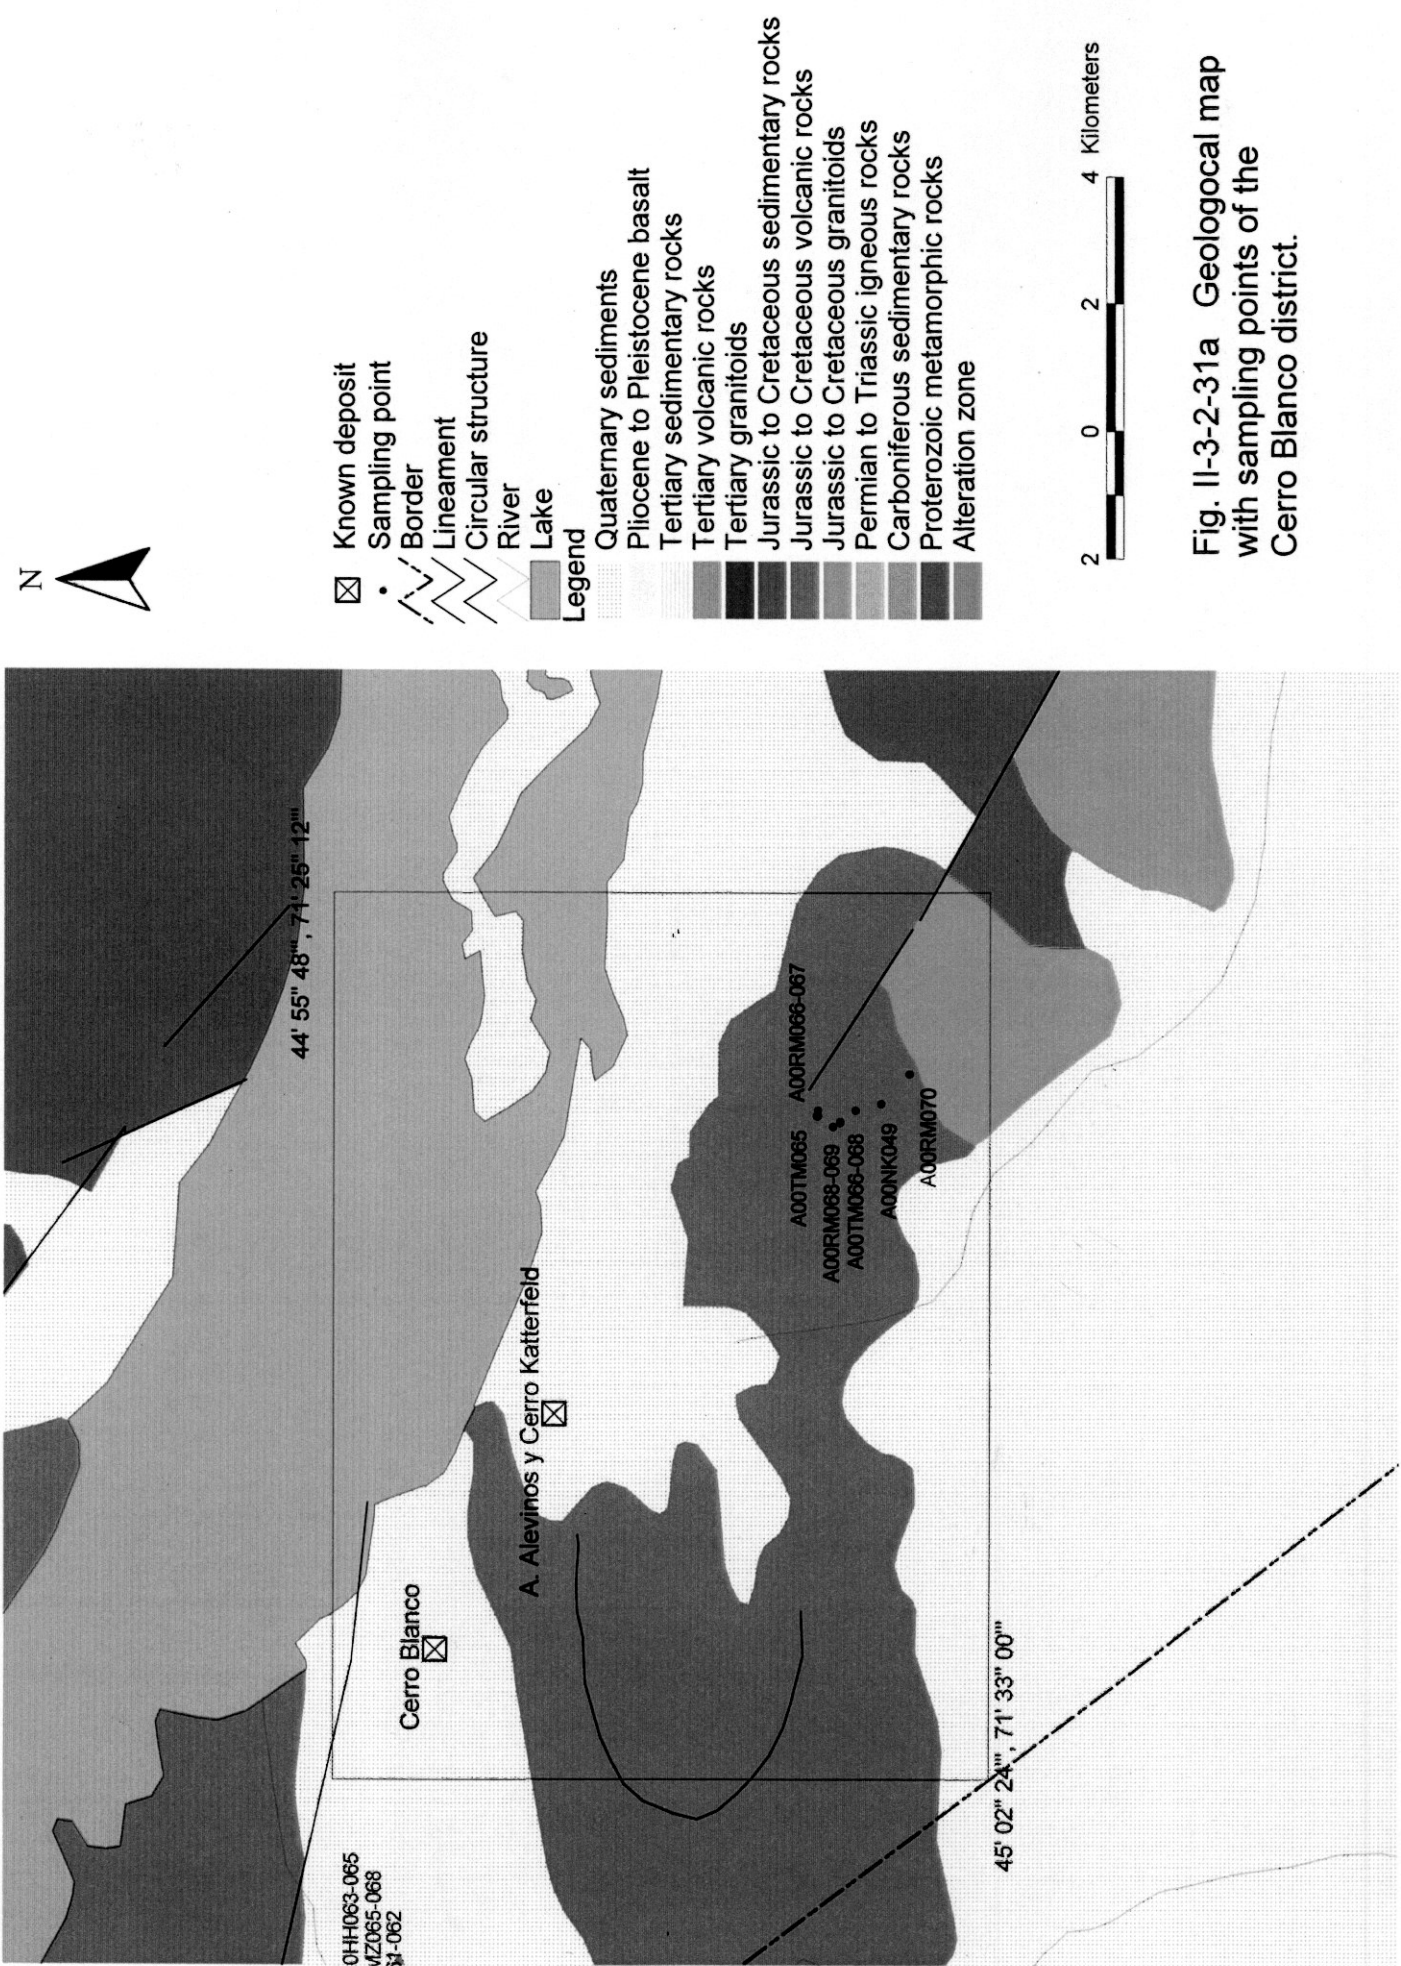 N
Known deposit
Sampling point
Border
Lineament
Circular structure
River
Lake
Legend
Quaternary sediments
Pliocene to Pleistocene basalt
Tertiary sedimentary rocks
Tertiary volcanic rocks
Tertiary granitoids
Jurassic to Cretaceous sedimentary rocks
Jurassic to Cretaceous volcanic rocks
Jurassic to Cretaceous granitoids
Permian to Triassic igneous rocks
Carboniferous sedimentary rocks
Proterozoic metamorphic rocks
Alteration zone
2 0 2 4 Kilometers
Fig. II-3-2-31a Geologocal map
with sampling points of the
Cerro Blanco district.
44' 55" 48''', 71' 25" 12'''
Cerro Blanco
A. Alevinos y Cerro Katterfeld
A00RM066-067
A00TM065
A00RM068-069
A00TM066-068
A00NK049
A00RM070
45' 02" 24''', 71' 33" 00'''
0HH063-065
MZ065-068
-062